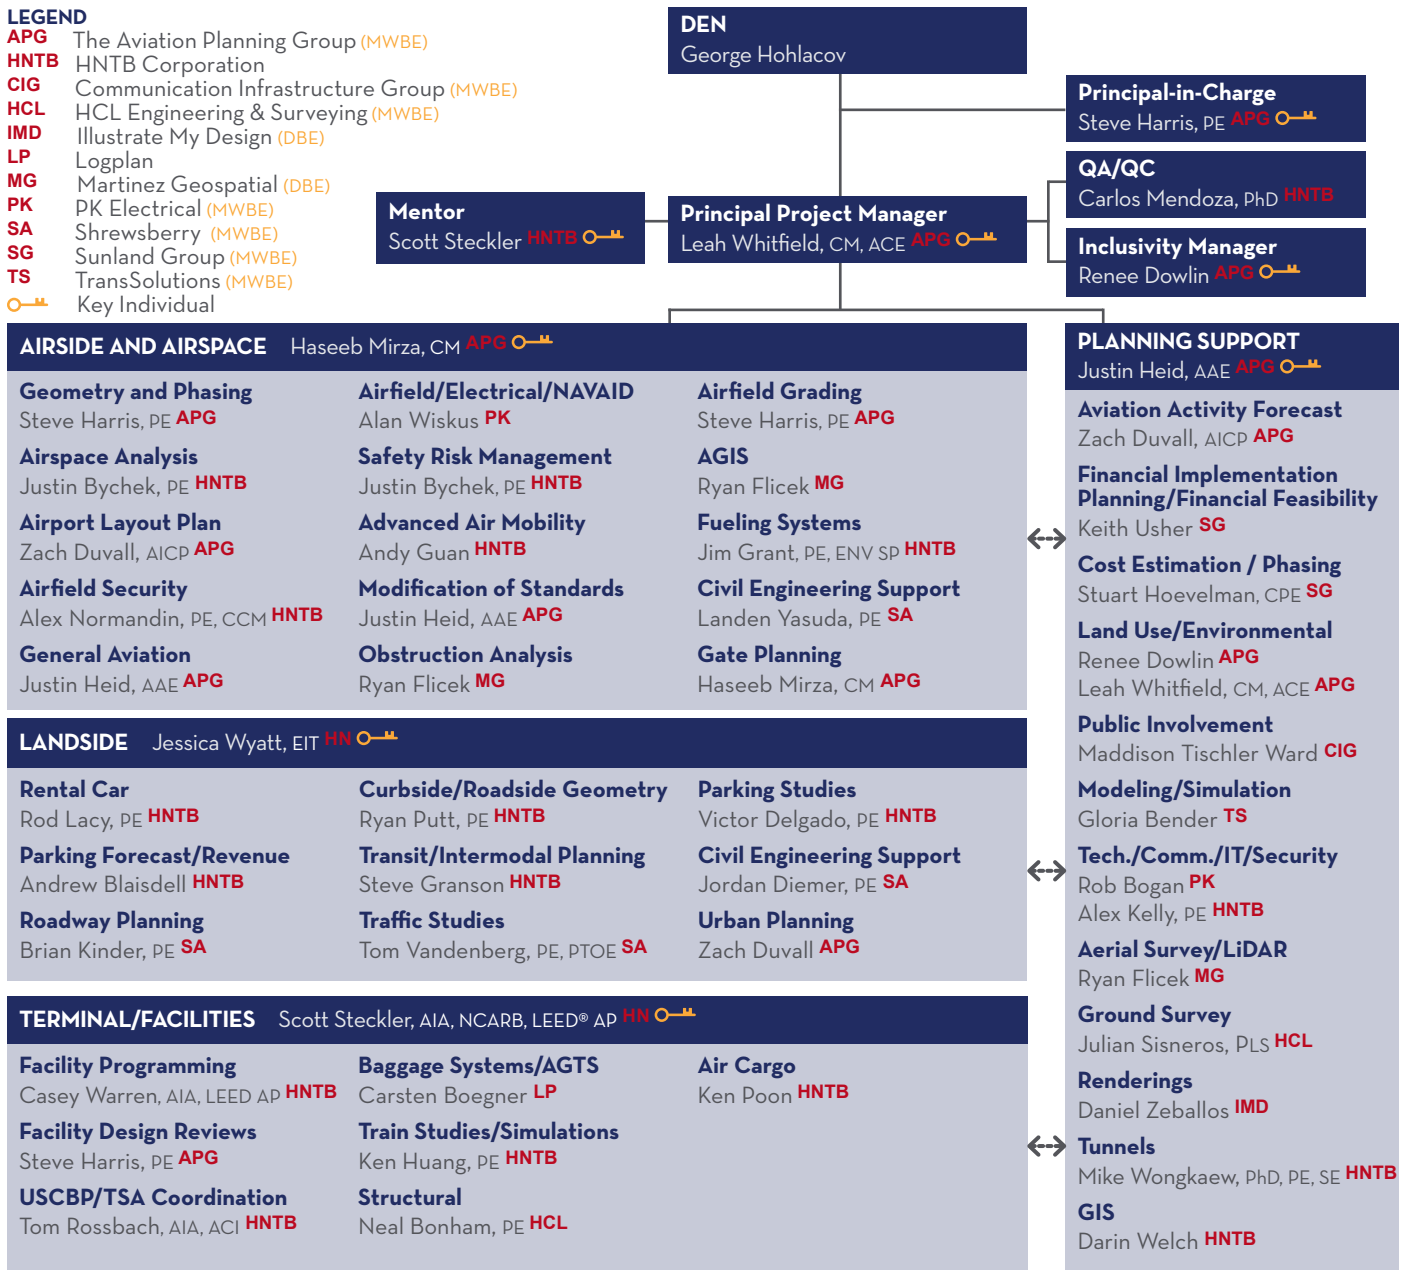 LEGEND
APG The Aviation Planning Group (MWBE)
HNTB HNTB Corporation
CIG Communication Infrastructure Group (MWBE)
HCL HCL Engineering & Surveying (MWBE)
IMD Illustrate My Design (DBE)
LP Logplan
MG Martinez Geospatial (DBE)
PK PK Electrical (MWBE)
SA Shrewsberry (MWBE)
SG Sunland Group (MWBE)
TS TransSolutions (MWBE)
Key Individual
DEN
George Hohlacov
Principal-in-Charge
Steve Harris, PE APG
QA/QC
Carlos Mendoza, PhD HNTB
Mentor
Scott Steckler HNTB
Principal Project Manager
Leah Whitfield, CM, ACE APG
Inclusivity Manager
Renee Dowlin APG
AIRSIDE AND AIRSPACE Haseeb Mirza, CM APG
Geometry and Phasing
Steve Harris, PE APG
Airspace Analysis
Justin Bychek, PE HNTB
Airport Layout Plan
Zach Duvall, AICP APG
Airfield Security
Alex Normandin, PE, CCM HNTB
General Aviation
Justin Heid, AAE APG
Airfield/Electrical/NAVAID
Alan Wiskus PK
Safety Risk Management
Justin Bychek, PE HNTB
Advanced Air Mobility
Andy Guan HNTB
Modification of Standards
Justin Heid, AAE APG
Obstruction Analysis
Ryan Flicek MG
Airfield Grading
Steve Harris, PE APG
AGIS
Ryan Flicek MG
Fueling Systems
Jim Grant, PE, ENV SP HNTB
Civil Engineering Support
Landen Yasuda, PE SA
Gate Planning
Haseeb Mirza, CM APG
LANDSIDE Jessica Wyatt, EIT HN
Rental Car
Rod Lacy, PE HNTB
Parking Forecast/Revenue
Andrew Blaisdell HNTB
Roadway Planning
Brian Kinder, PE SA
Curbside/Roadside Geometry
Ryan Putt, PE HNTB
Transit/Intermodal Planning
Steve Granson HNTB
Traffic Studies
Tom Vandenberg, PE, PTOE SA
Parking Studies
Victor Delgado, PE HNTB
Civil Engineering Support
Jordan Diemer, PE SA
Urban Planning
Zach Duvall APG
TERMINAL/FACILITIES Scott Steckler, AIA, NCARB, LEED® AP HN
Facility Programming
Casey Warren, AIA, LEED AP HNTB
Facility Design Reviews
Steve Harris, PE APG
USCBP/TSA Coordination
Tom Rossbach, AIA, ACI HNTB
Baggage Systems/AGTS
Carsten Boegner LP
Train Studies/Simulations
Ken Huang, PE HNTB
Structural
Neal Bonham, PE HCL
Air Cargo
Ken Poon HNTB
PLANNING SUPPORT
Justin Heid, AAE APG
Aviation Activity Forecast
Zach Duvall, AICP APG
Financial Implementation
Planning/Financial Feasibility
Keith Usher SG
Cost Estimation / Phasing
Stuart Hoevelman, CPE SG
Land Use/Environmental
Renee Dowlin APG
Leah Whitfield, CM, ACE APG
Public Involvement
Maddison Tischler Ward CIG
Modeling/Simulation
Gloria Bender TS
Tech./Comm./IT/Security
Rob Bogan PK
Alex Kelly, PE HNTB
Aerial Survey/LiDAR
Ryan Flicek MG
Ground Survey
Julian Sisneros, PLS HCL
Renderings
Daniel Zeballos IMD
Tunnels
Mike Wongkaew, PhD, PE, SE HNTB
GIS
Darin Welch HNTB